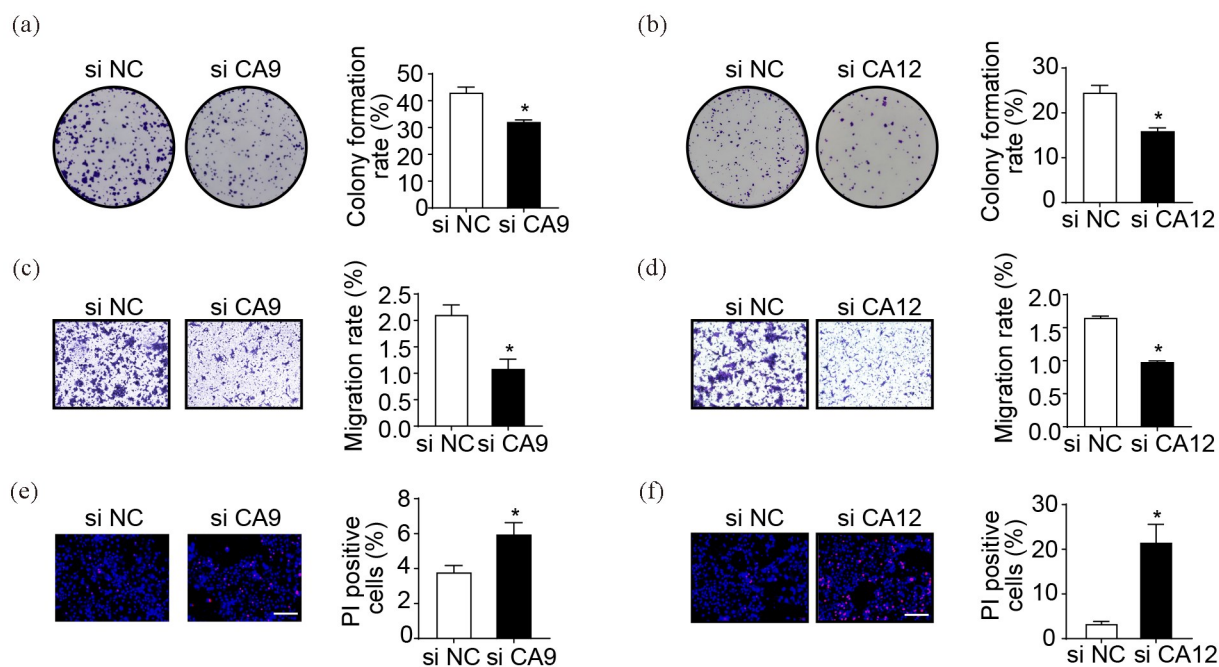 (a)
si NC si CA9
Colony formation
rate (%)
50
40
30
20
10
0
*
si NC si CA9
(b)
si NC si CA12
Colony formation
rate (%)
30
20
10
0
*
si NC si CA12
(c)
si NC si CA9
Migration rate (%)
2.5
2.0
1.5
1.0
0.5
0.0
*
si NC si CA9
(d)
si NC si CA12
Migration rate (%)
2.0
1.5
1.0
0.5
0.0
*
si NC si CA12
(e)
si NC si CA9
PI positive
cells (%)
8
6
4
2
0
*
si NC si CA9
(f)
si NC si CA12
PI positive
cells (%)
30
20
10
0
*
si NC si CA12